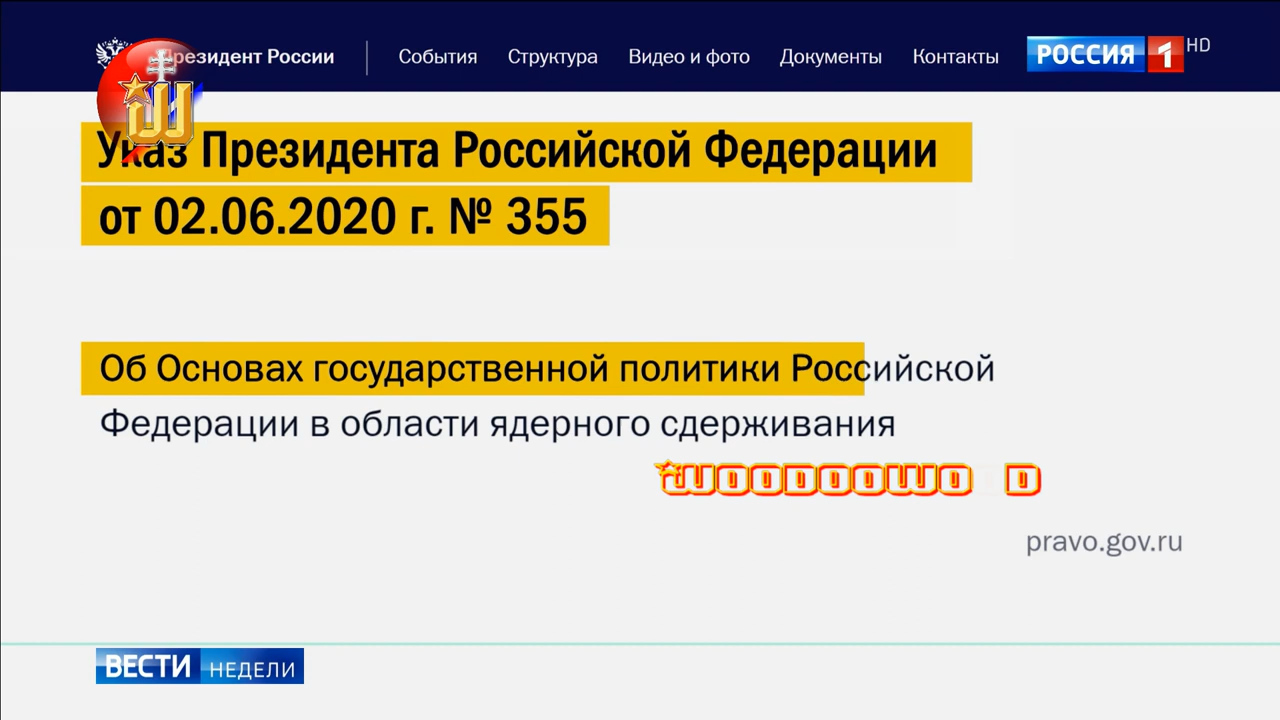 Президент России
События
Структура
Видео и фото
Документы
Контакты
РОССИЯ 1 HD
Указ Президента Российской Федерации
от 02.06.2020 г. № 355
Об Основах государственной политики Российской
Федерации в области ядерного сдерживания
WOODOOWO D
pravo.gov.ru
ВЕСТИ НЕДЕЛИ